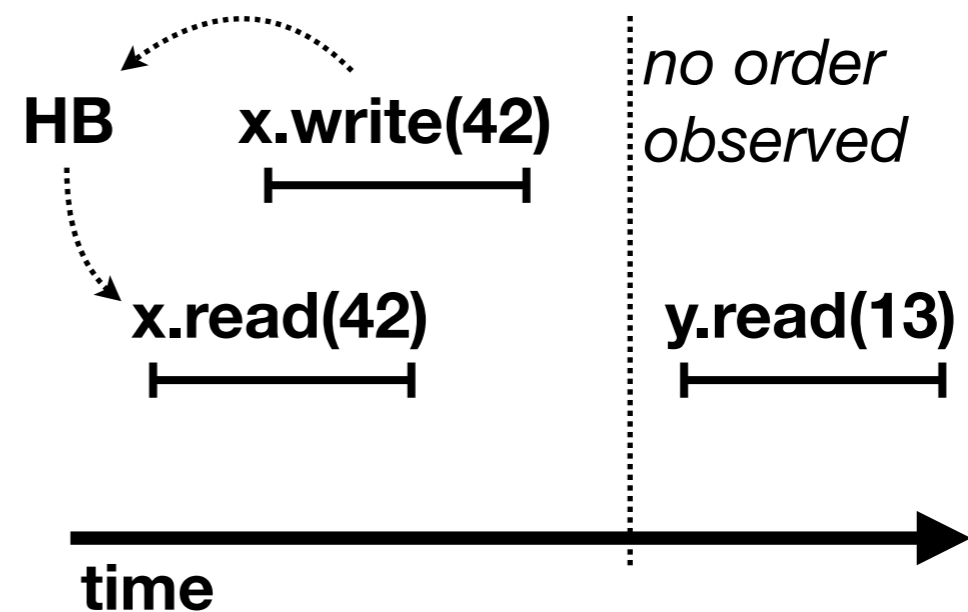 no order
observed
HB
x.write(42)
x.read(42)
y.read(13)
time